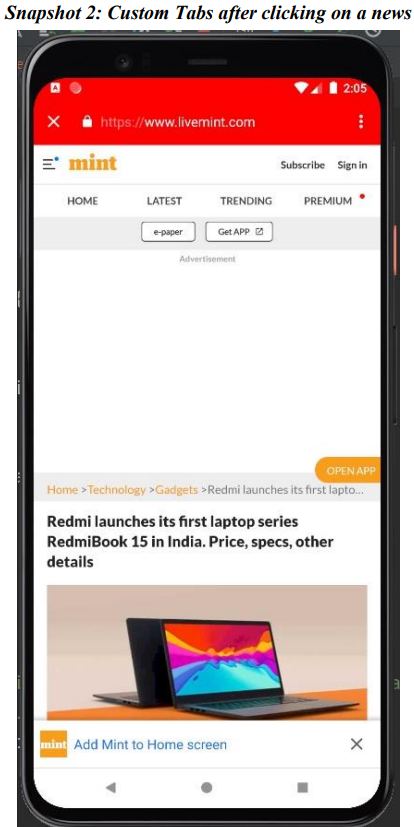 Snapshot 2: Custom Tabs after clicking on a news
A
2:05
https://www.livemint.com
mint
Subscribe Sign in
HOME LATEST TRENDING PREMIUM
e-paper Get APP
Advertisement
OPEN APP
Home >Technology >Gadgets >Redmi launches its first lapto...
Redmi launches its first laptop series
RedmiBook 15 in India. Price, specs, other
details
mint Add Mint to Home screen